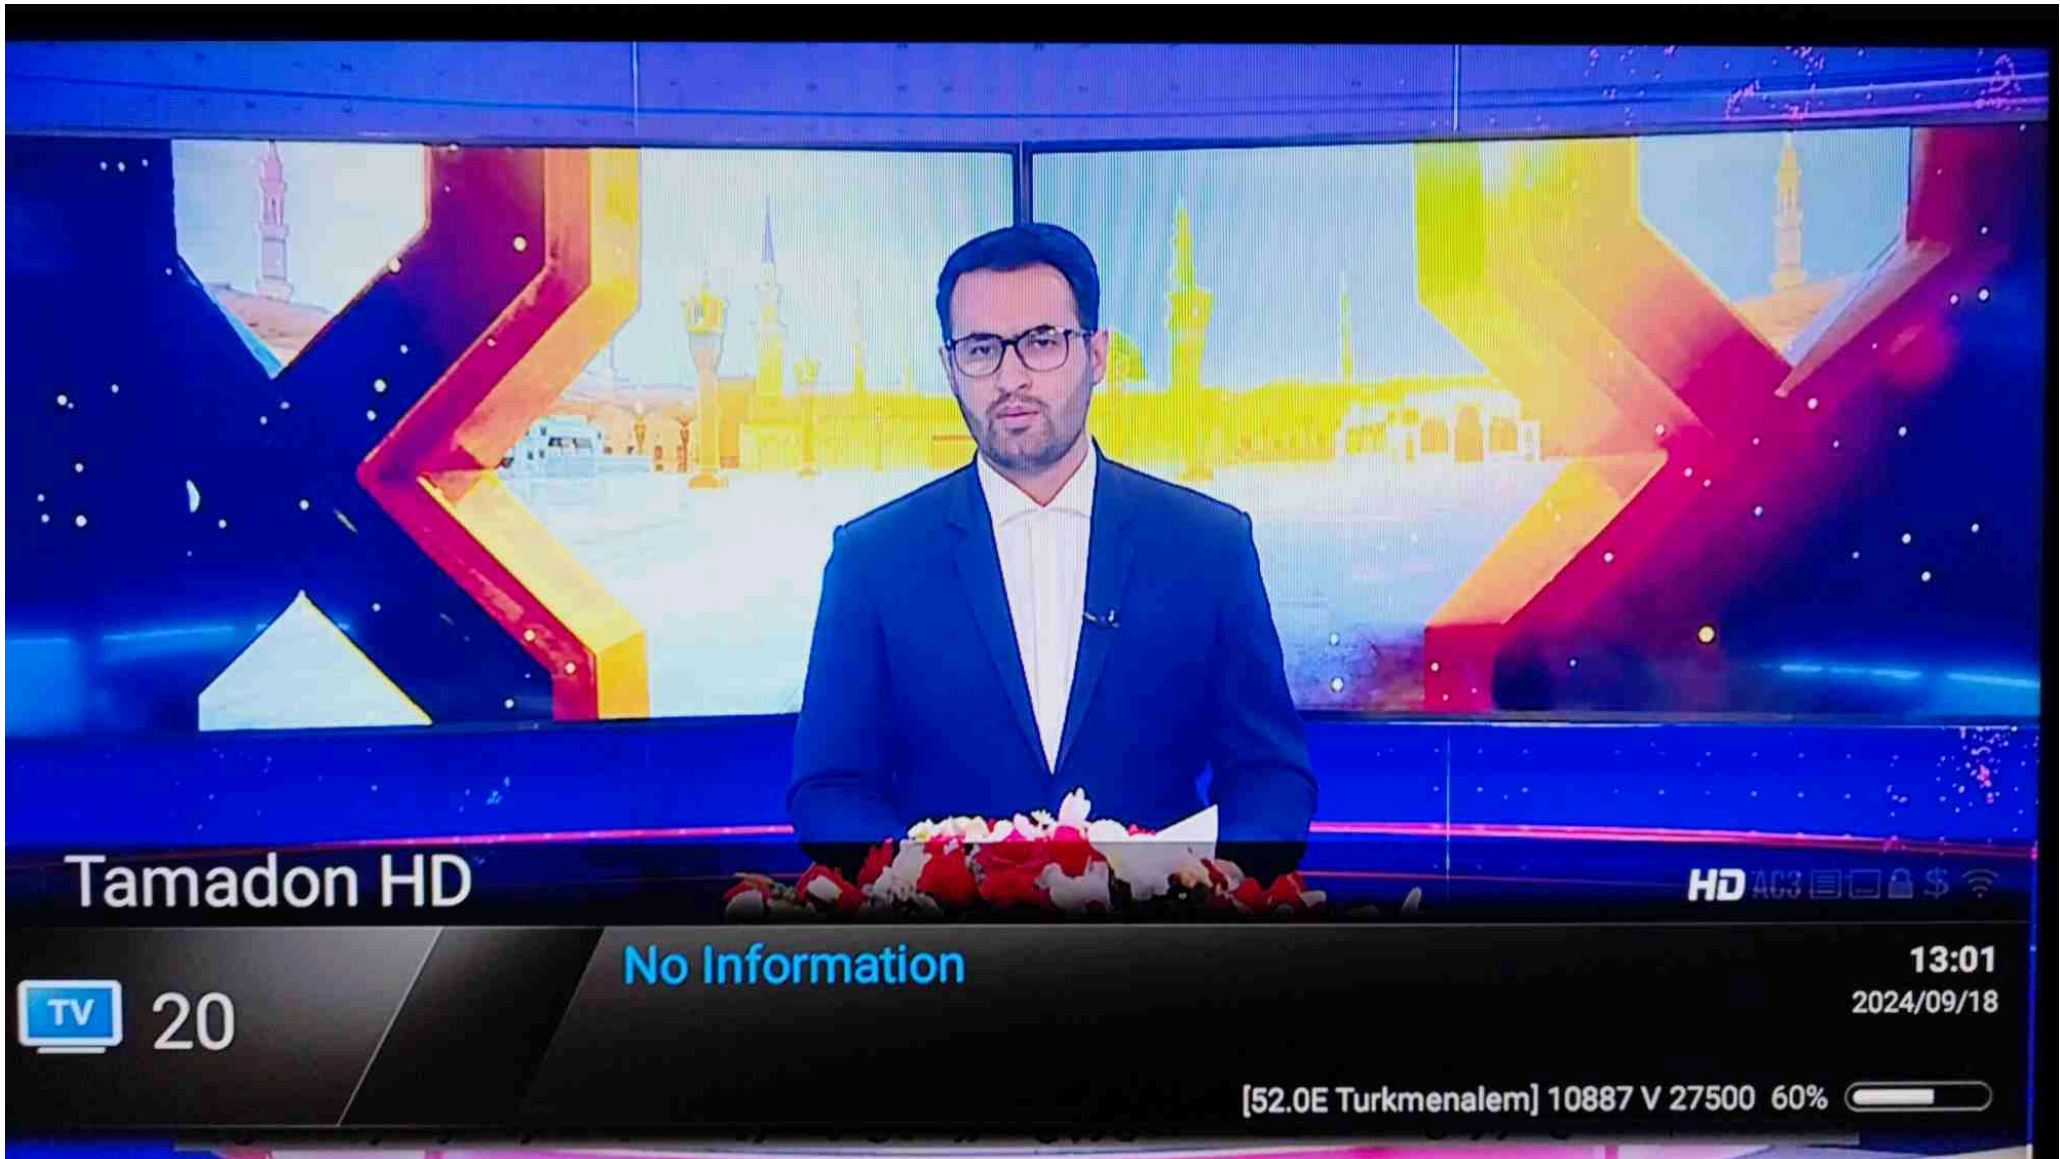 Tamadon HD
HD AC3 $
No Information
13:01
TV 20
2024/09/18
[52.0E Turkmenalem] 10887 V 27500 60%